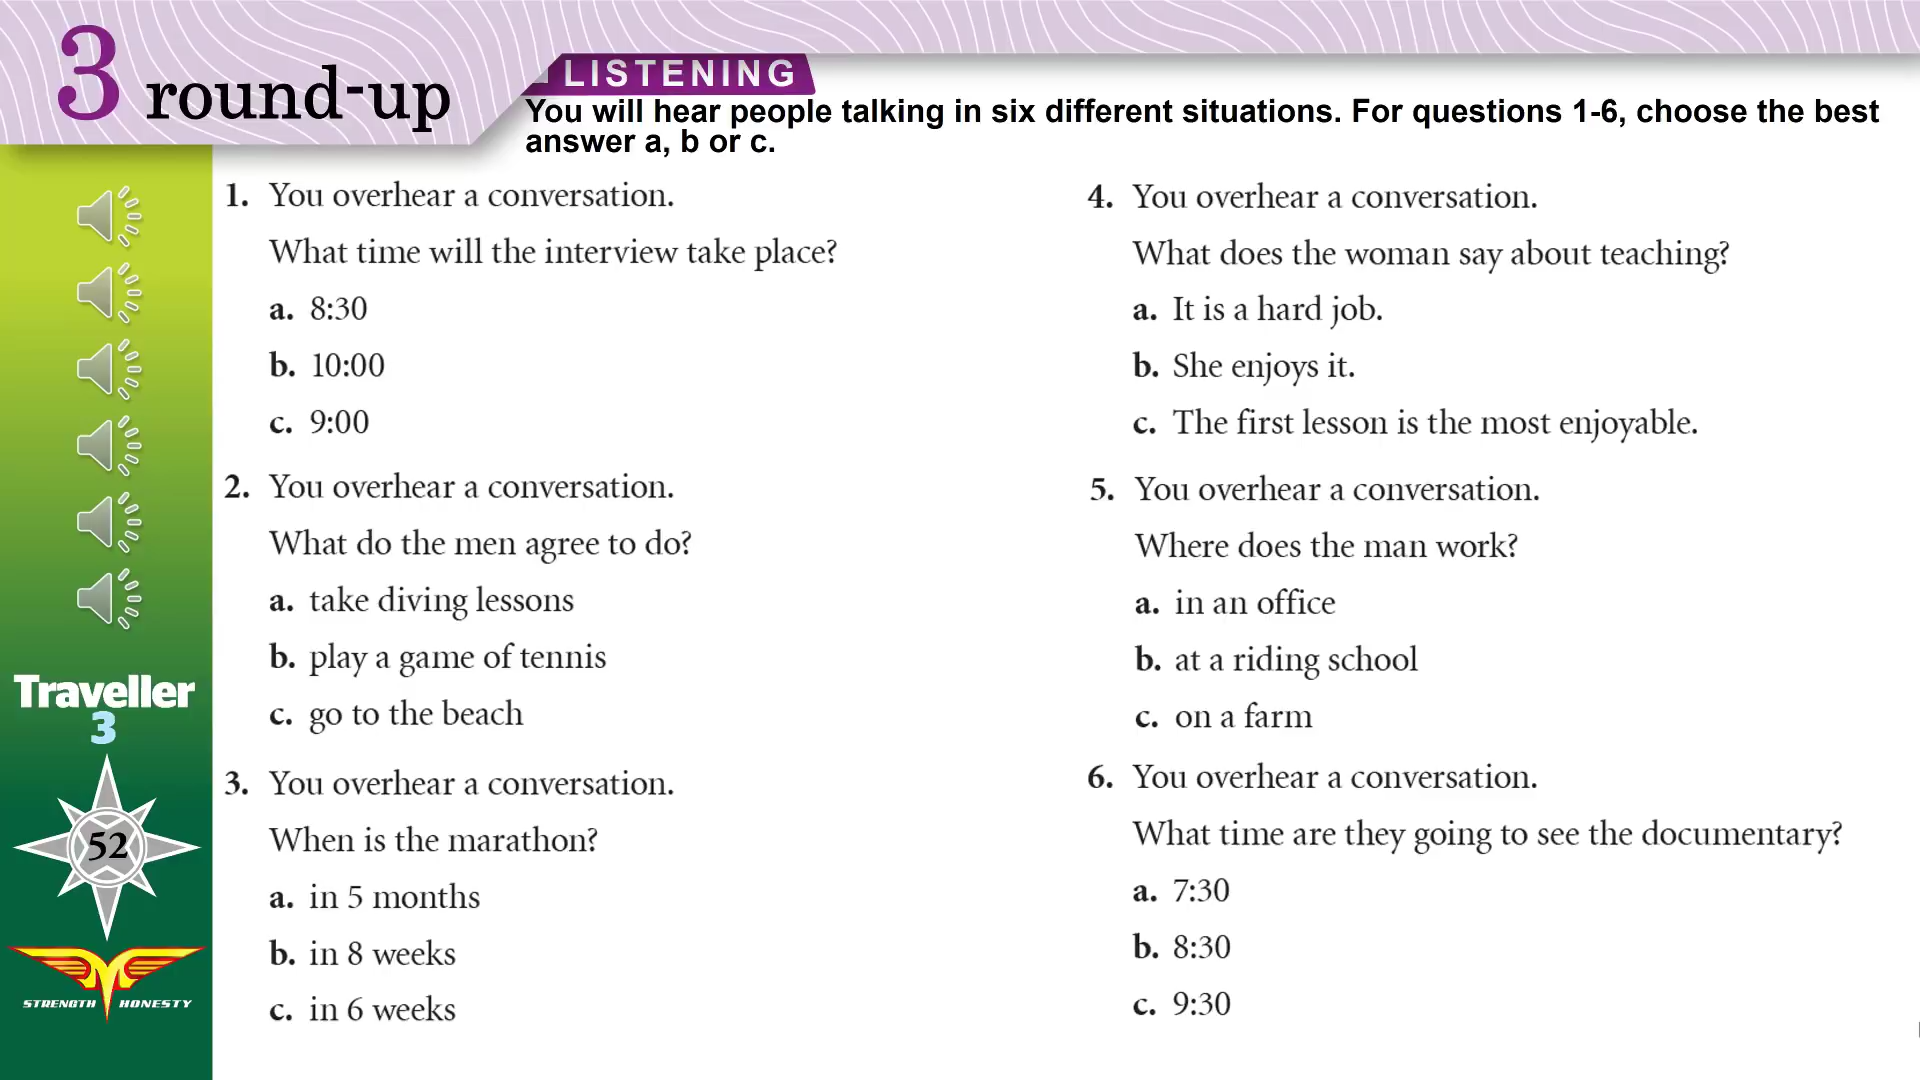 3 round-up
LISTENING
You will hear people talking in six different situations. For questions 1-6, choose the best
answer a, b or c.
1. You overhear a conversation.
What time will the interview take place?
a. 8:30
b. 10:00
c. 9:00
2. You overhear a conversation.
What do the men agree to do?
a. take diving lessons
b. play a game of tennis
c. go to the beach
3. You overhear a conversation.
When is the marathon?
a. in 5 months
b. in 8 weeks
c. in 6 weeks
4. You overhear a conversation.
What does the woman say about teaching?
a. It is a hard job.
b. She enjoys it.
c. The first lesson is the most enjoyable.
5. You overhear a conversation.
Where does the man work?
a. in an office
b. at a riding school
c. on a farm
6. You overhear a conversation.
What time are they going to see the documentary?
a. 7:30
b. 8:30
c. 9:30
Traveller
3
52
STRENGTH HONESTY